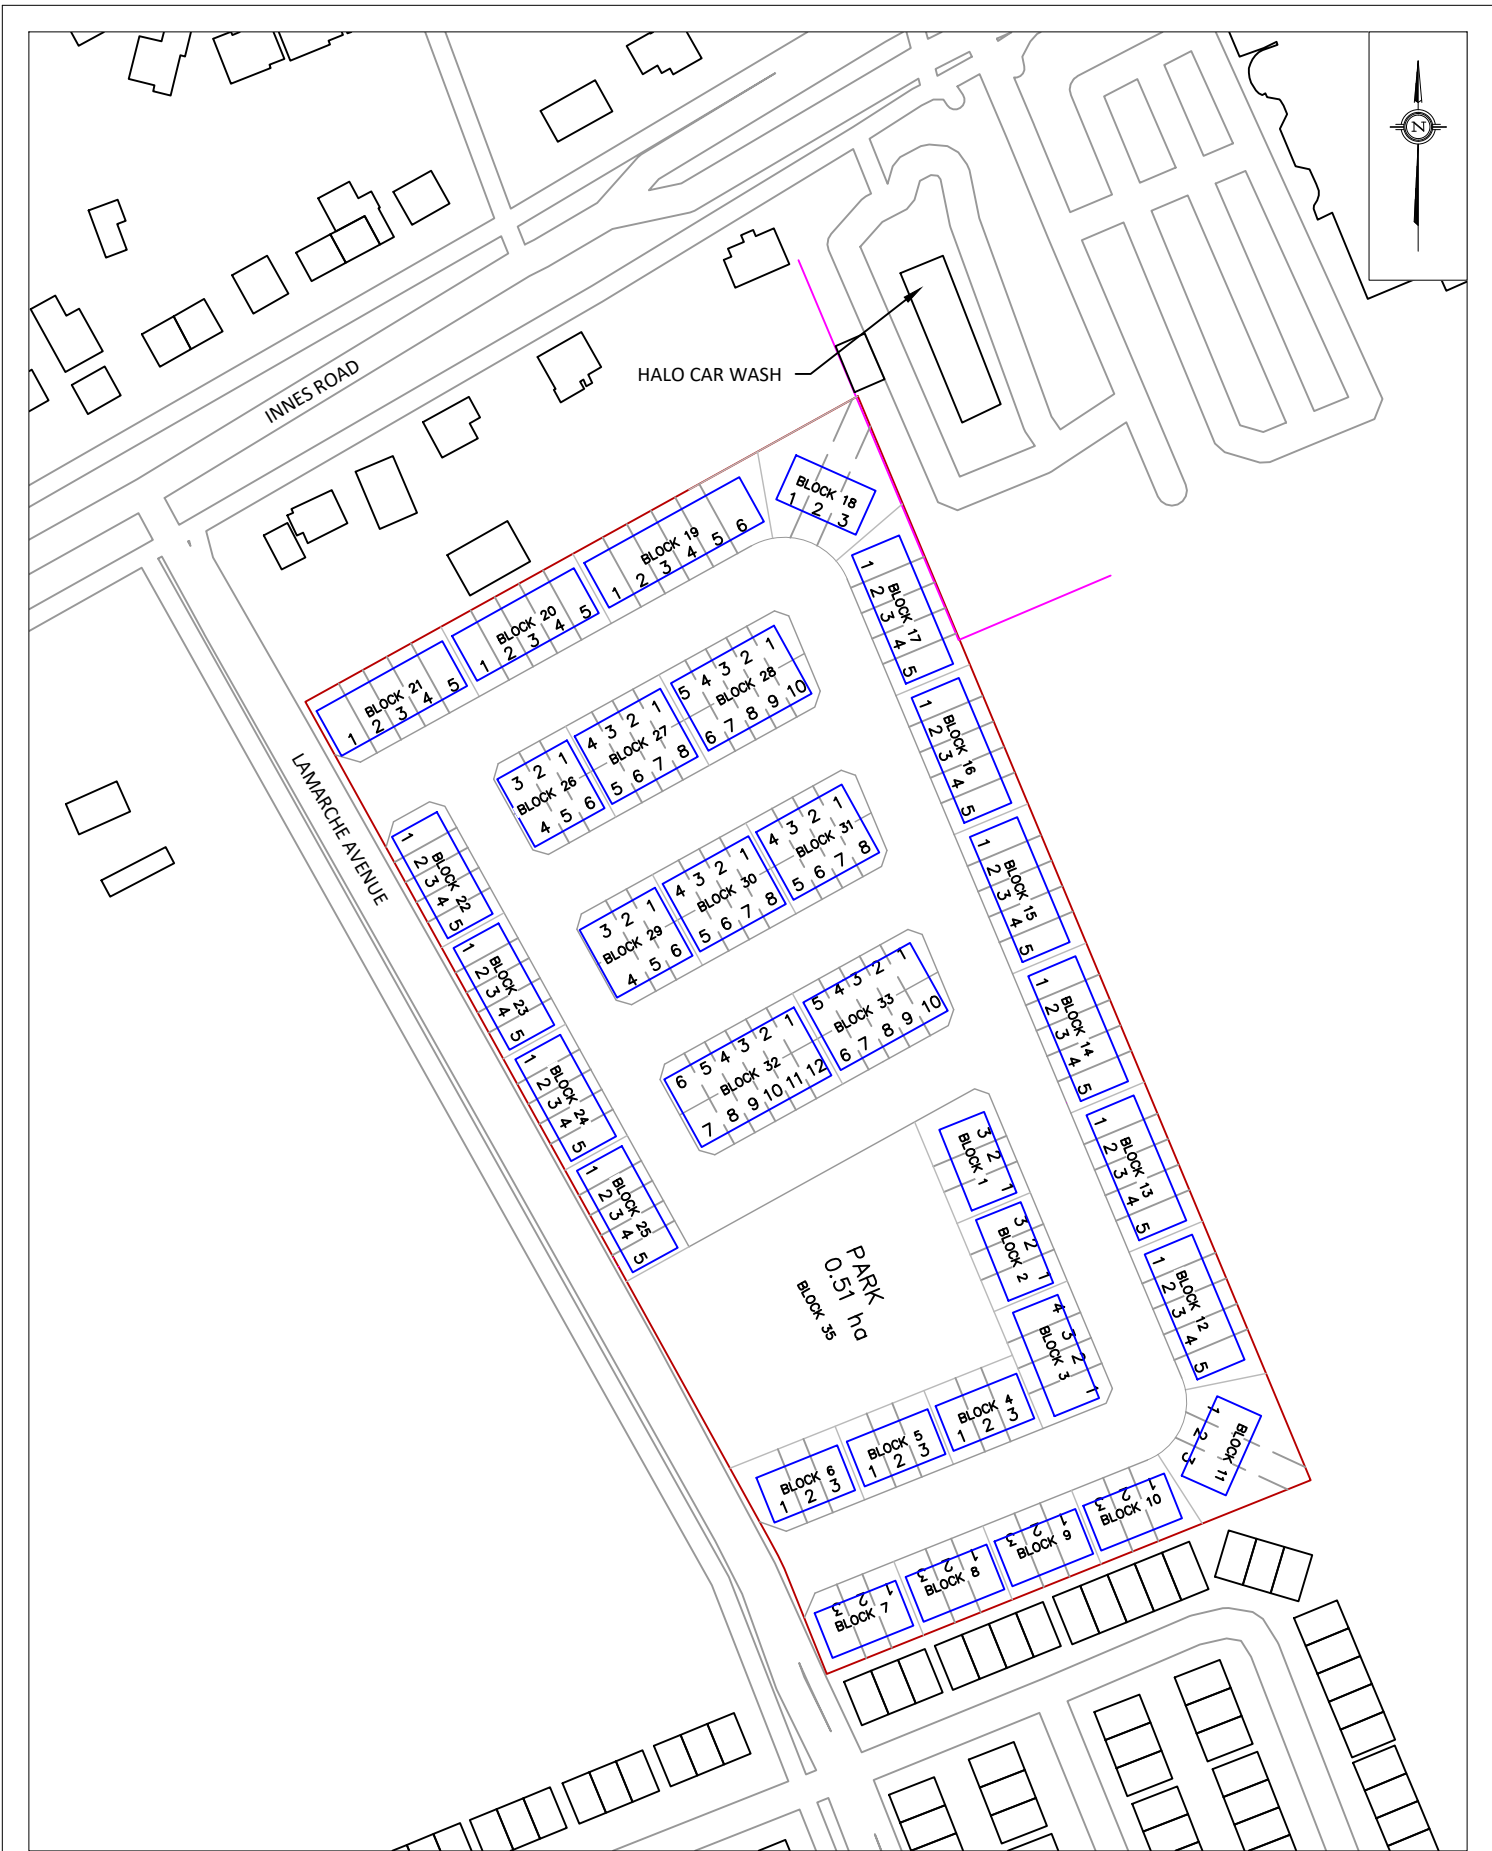 N
INNES ROAD
HALO CAR WASH
LAMARCHE AVENUE
BLOCK 18
1 2 3
BLOCK 19
1 2 3 4 5 6
BLOCK 20
1 2 3 4 5
BLOCK 21
1 2 3 4 5
BLOCK 17
1 2 3 4 5
5 4 3 2 1
BLOCK 28
6 7 8 9 10
4 3 2 1
BLOCK 27
5 6 7 8
3 2 1
BLOCK 26
4 5 6
BLOCK 16
1 2 3 4 5
4 3 2 1
BLOCK 31
5 6 7 8
4 3 2 1
BLOCK 30
5 6 7 8
3 2 1
BLOCK 29
4 5 6
BLOCK 22
1 2 3 4 5
BLOCK 15
1 2 3 4 5
BLOCK 23
1 2 3 4 5
5 4 3 2 1
BLOCK 33
6 7 8 9 10
6 5 4 3 2 1
BLOCK 32
7 8 9 10 11 12
BLOCK 14
1 2 3 4 5
BLOCK 24
1 2 3 4 5
BLOCK 13
1 2 3 4 5
3 2 1
BLOCK 1
BLOCK 25
1 2 3 4 5
3 2 1
BLOCK 2
PARK
0.51 ha
BLOCK 35
BLOCK 12
1 2 3 4 5
4 3 2 1
BLOCK 3
BLOCK 4
1 2 3
BLOCK 5
1 2 3
BLOCK 6
1 2 3
1 2 3
BLOCK 11
3 2 1
BLOCK 10
3 2 1
BLOCK 9
3 2 1
BLOCK 8
3 2 1
BLOCK 7